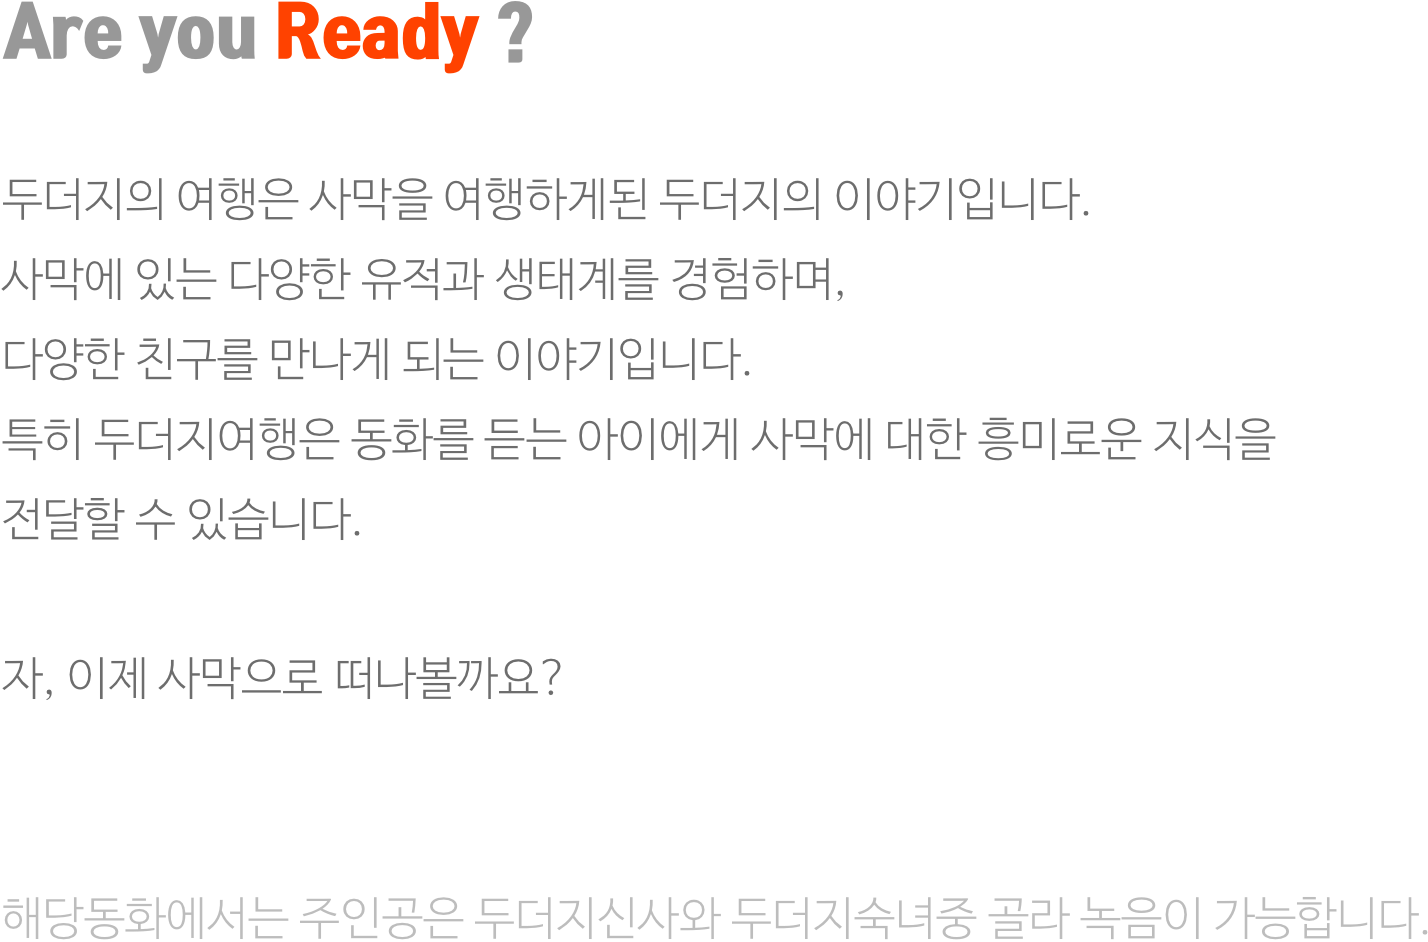 Are you Ready ?
두더지의 여행은 사막을 여행하게된 두더지의 이야기입니다.
사막에 있는 다양한 유적과 생태계를 경험하며,
다양한 친구를 만나게 되는 이야기입니다.
특히 두더지여행은 동화를 듣는 아이에게 사막에 대한 흥미로운 지식을
전달할 수 있습니다.
자, 이제 사막으로 떠나볼까요?
해당동화에서는 주인공은 두더지신사와 두더지숙녀중 골라 녹음이 가능합니다.